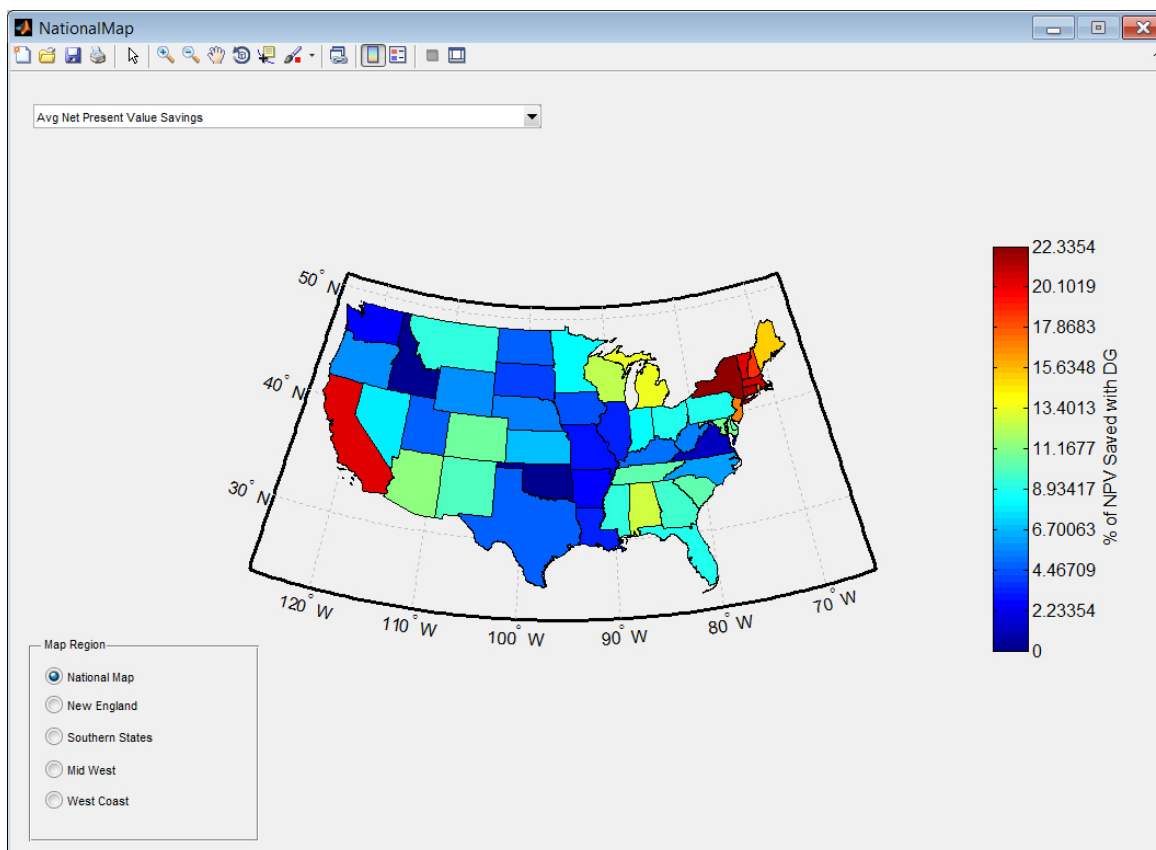 NationalMap
Avg Net Present Value Savings
50° N
40° N
30° N
120° W
110° W
100° W
90° W
80° W
70° W
22.3354
20.1019
17.8683
15.6348
13.4013
11.1677
8.93417
6.70063
4.46709
2.23354
0
% of NPV Saved with DG
Map Region
National Map
New England
Southern States
Mid West
West Coast